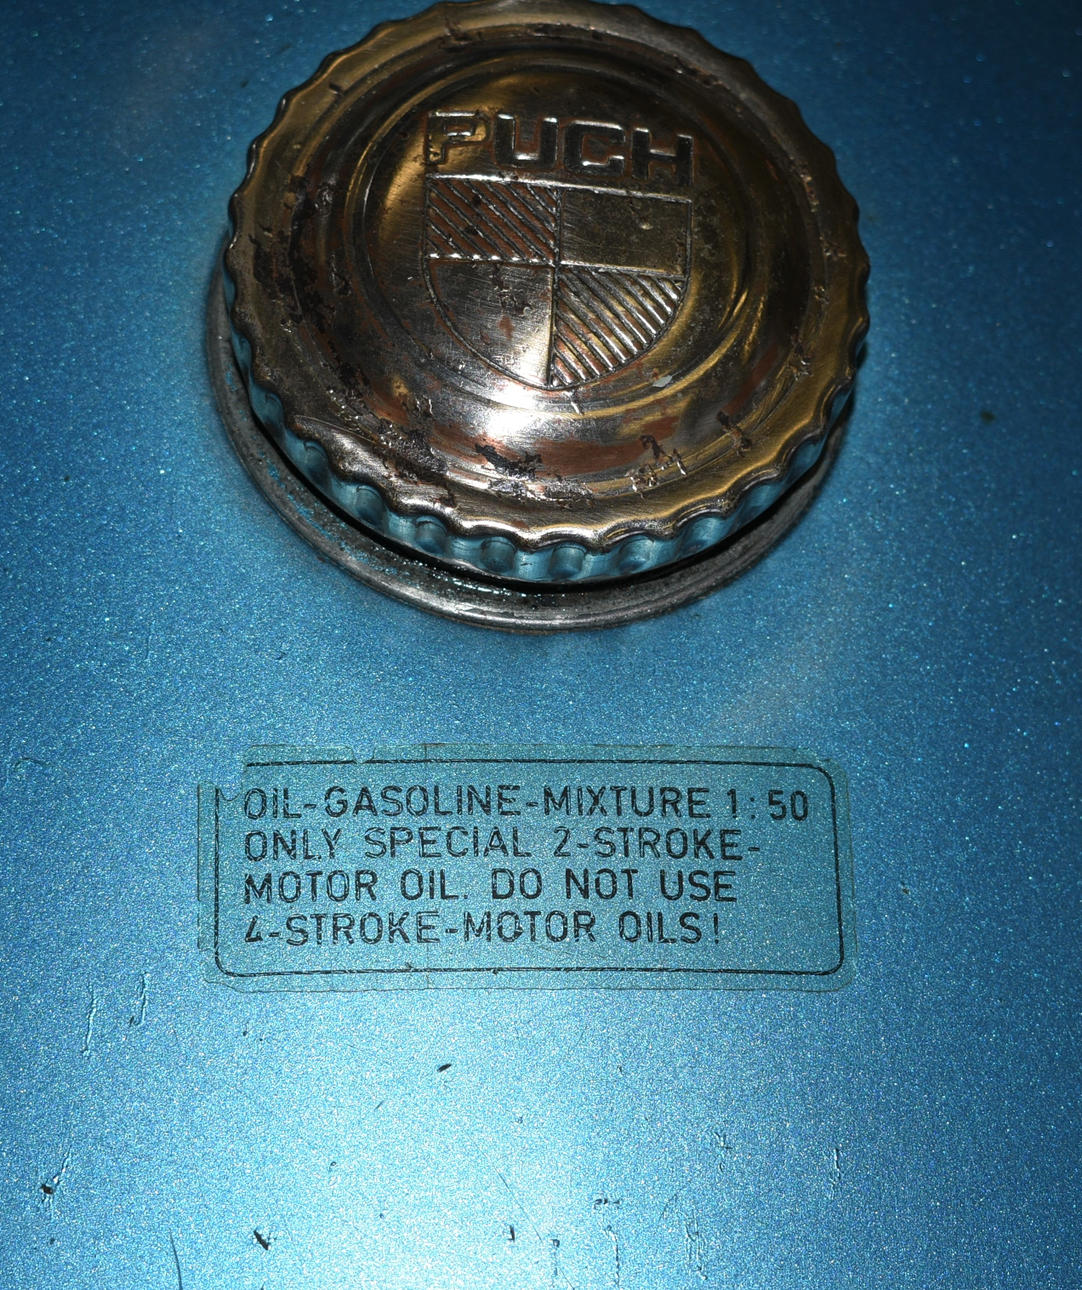 PUCH
OIL-GASOLINE-MIXTURE 1:50
ONLY SPECIAL 2-STROKE-
MOTOR OIL. DO NOT USE
4-STROKE-MOTOR OILS!